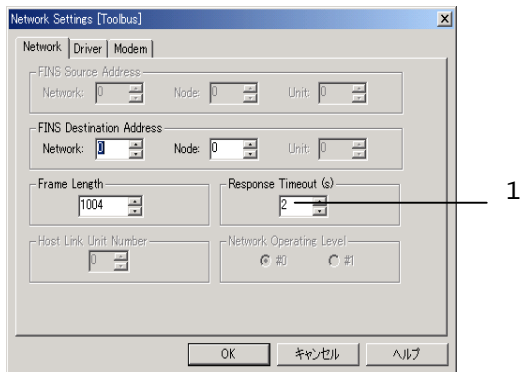 Network Settings [Toolbus]
Network Driver Modem
FINS Source Address
Network: 0 Node: 0 Unit: 0
FINS Destination Address
Network: 0 Node: 0 Unit: 0
Frame Length Response Timeout (s)
1004 2 1
Host Link Unit Number Network Operating Level
0 #0 #1
OK キャンセル ヘルプ